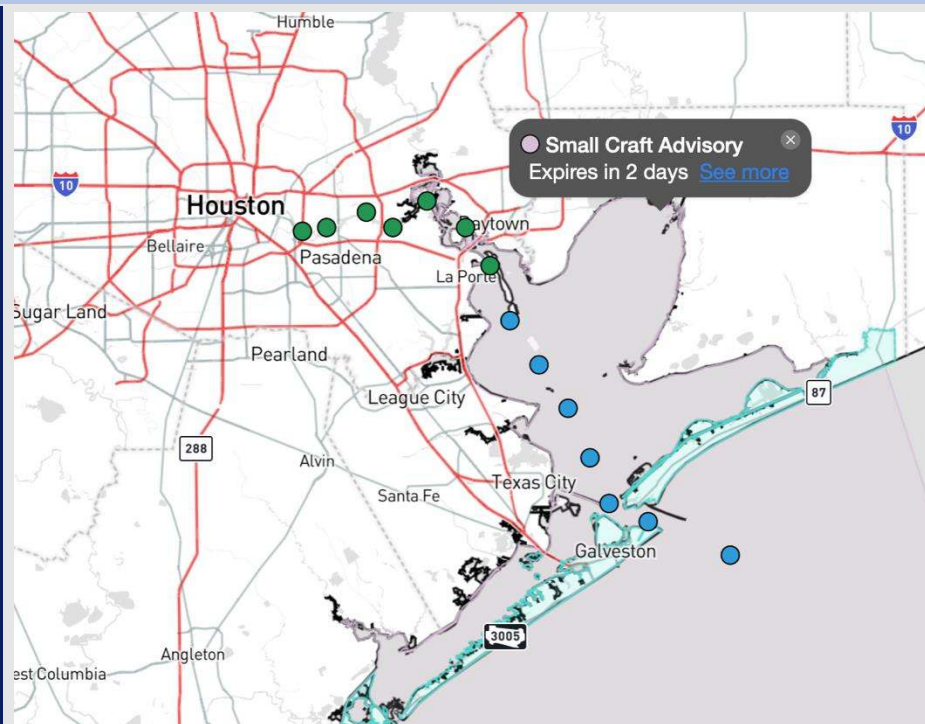 Humble
Small Craft Advisory
Expires in 2 days See more
10
10
Houston
Bellaire
Pasadena
aytown
La Porte
Sugar Land
Pearland
League City
87
288
Alvin
Santa Fe
Texas City
Galveston
3005
Angleton
est Columbia